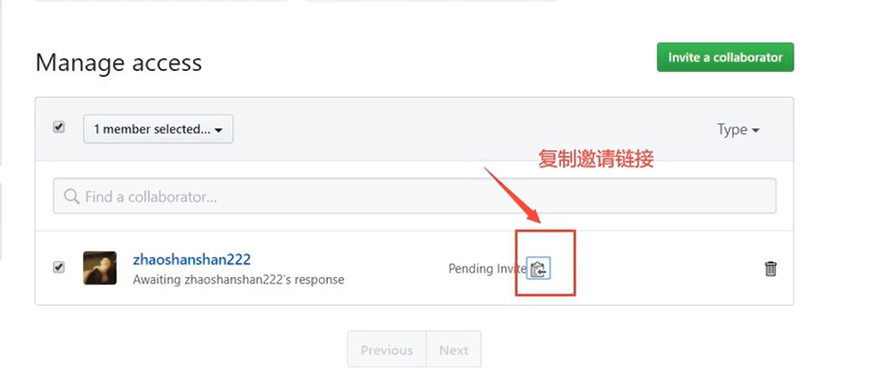 Manage access
Invite a collaborator
1 member selected...
Type
复制邀请链接
Find a collaborator...
zhaoshanshan222
Awaiting zhaoshanshan222's response
Pending Invite
Previous
Next